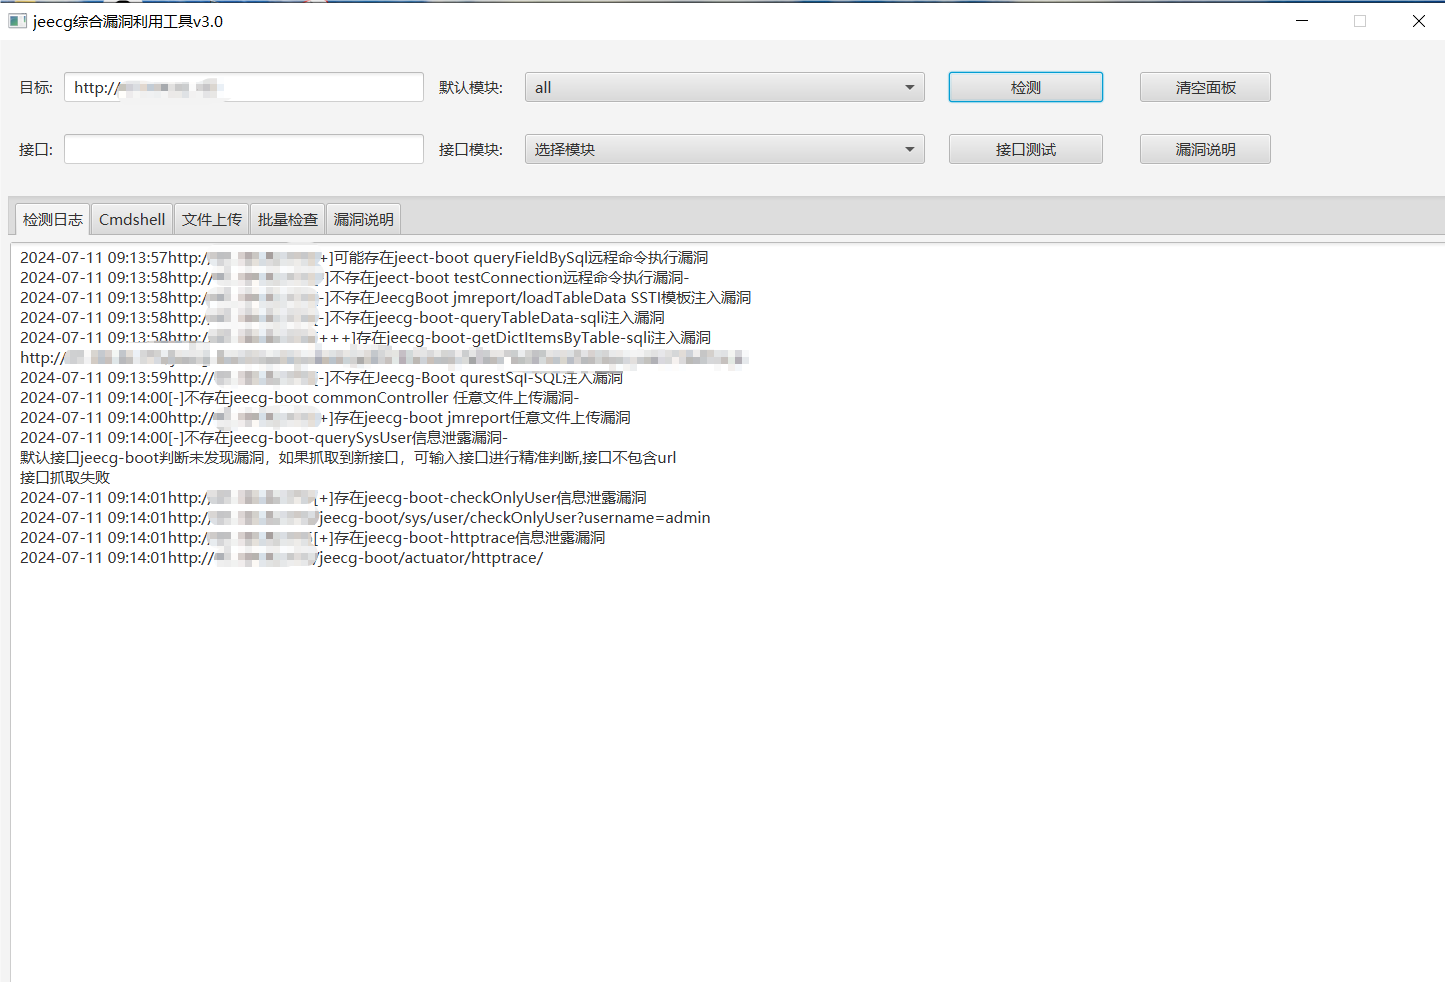 jeecg综合漏洞利用工具v3.0
目标: http:// 默认模块: all 检测 清空面板
接口: 接口模块: 选择模块 接口测试 漏洞说明
检测日志 Cmdshell 文件上传 批量检查 漏洞说明
2024-07-11 09:13:57http:// +]可能存在jeect-boot queryFieldBySql远程命令执行漏洞
2024-07-11 09:13:58http:// ]不存在jeect-boot testConnection远程命令执行漏洞-
2024-07-11 09:13:58http:// [-]不存在JeecgBoot jmreport/loadTableData SSTI模板注入漏洞
2024-07-11 09:13:58http:// [-]不存在jeecg-boot-queryTableData-sqli注入漏洞
2024-07-11 09:13:58http:// +++]存在jeecg-boot-getDictItemsByTable-sqli注入漏洞
http://
2024-07-11 09:13:59http:// [-]不存在Jeecg-Boot qurestSql-SQL注入漏洞
2024-07-11 09:14:00[-]不存在jeecg-boot commonController 任意文件上传漏洞-
2024-07-11 09:14:00http:// +]存在jeecg-boot jmreport任意文件上传漏洞
2024-07-11 09:14:00[-]不存在jeecg-boot-querySysUser信息泄露漏洞-
默认接口jeecg-boot判断未发现漏洞，如果抓取到新接口，可输入接口进行精准判断,接口不包含url
接口抓取失败
2024-07-11 09:14:01http:// [+]存在jeecg-boot-checkOnlyUser信息泄露漏洞
2024-07-11 09:14:01http:// /jeecg-boot/sys/user/checkOnlyUser?username=admin
2024-07-11 09:14:01http:// [+]存在jeecg-boot-httptrace信息泄露漏洞
2024-07-11 09:14:01http:// /jeecg-boot/actuator/httptrace/